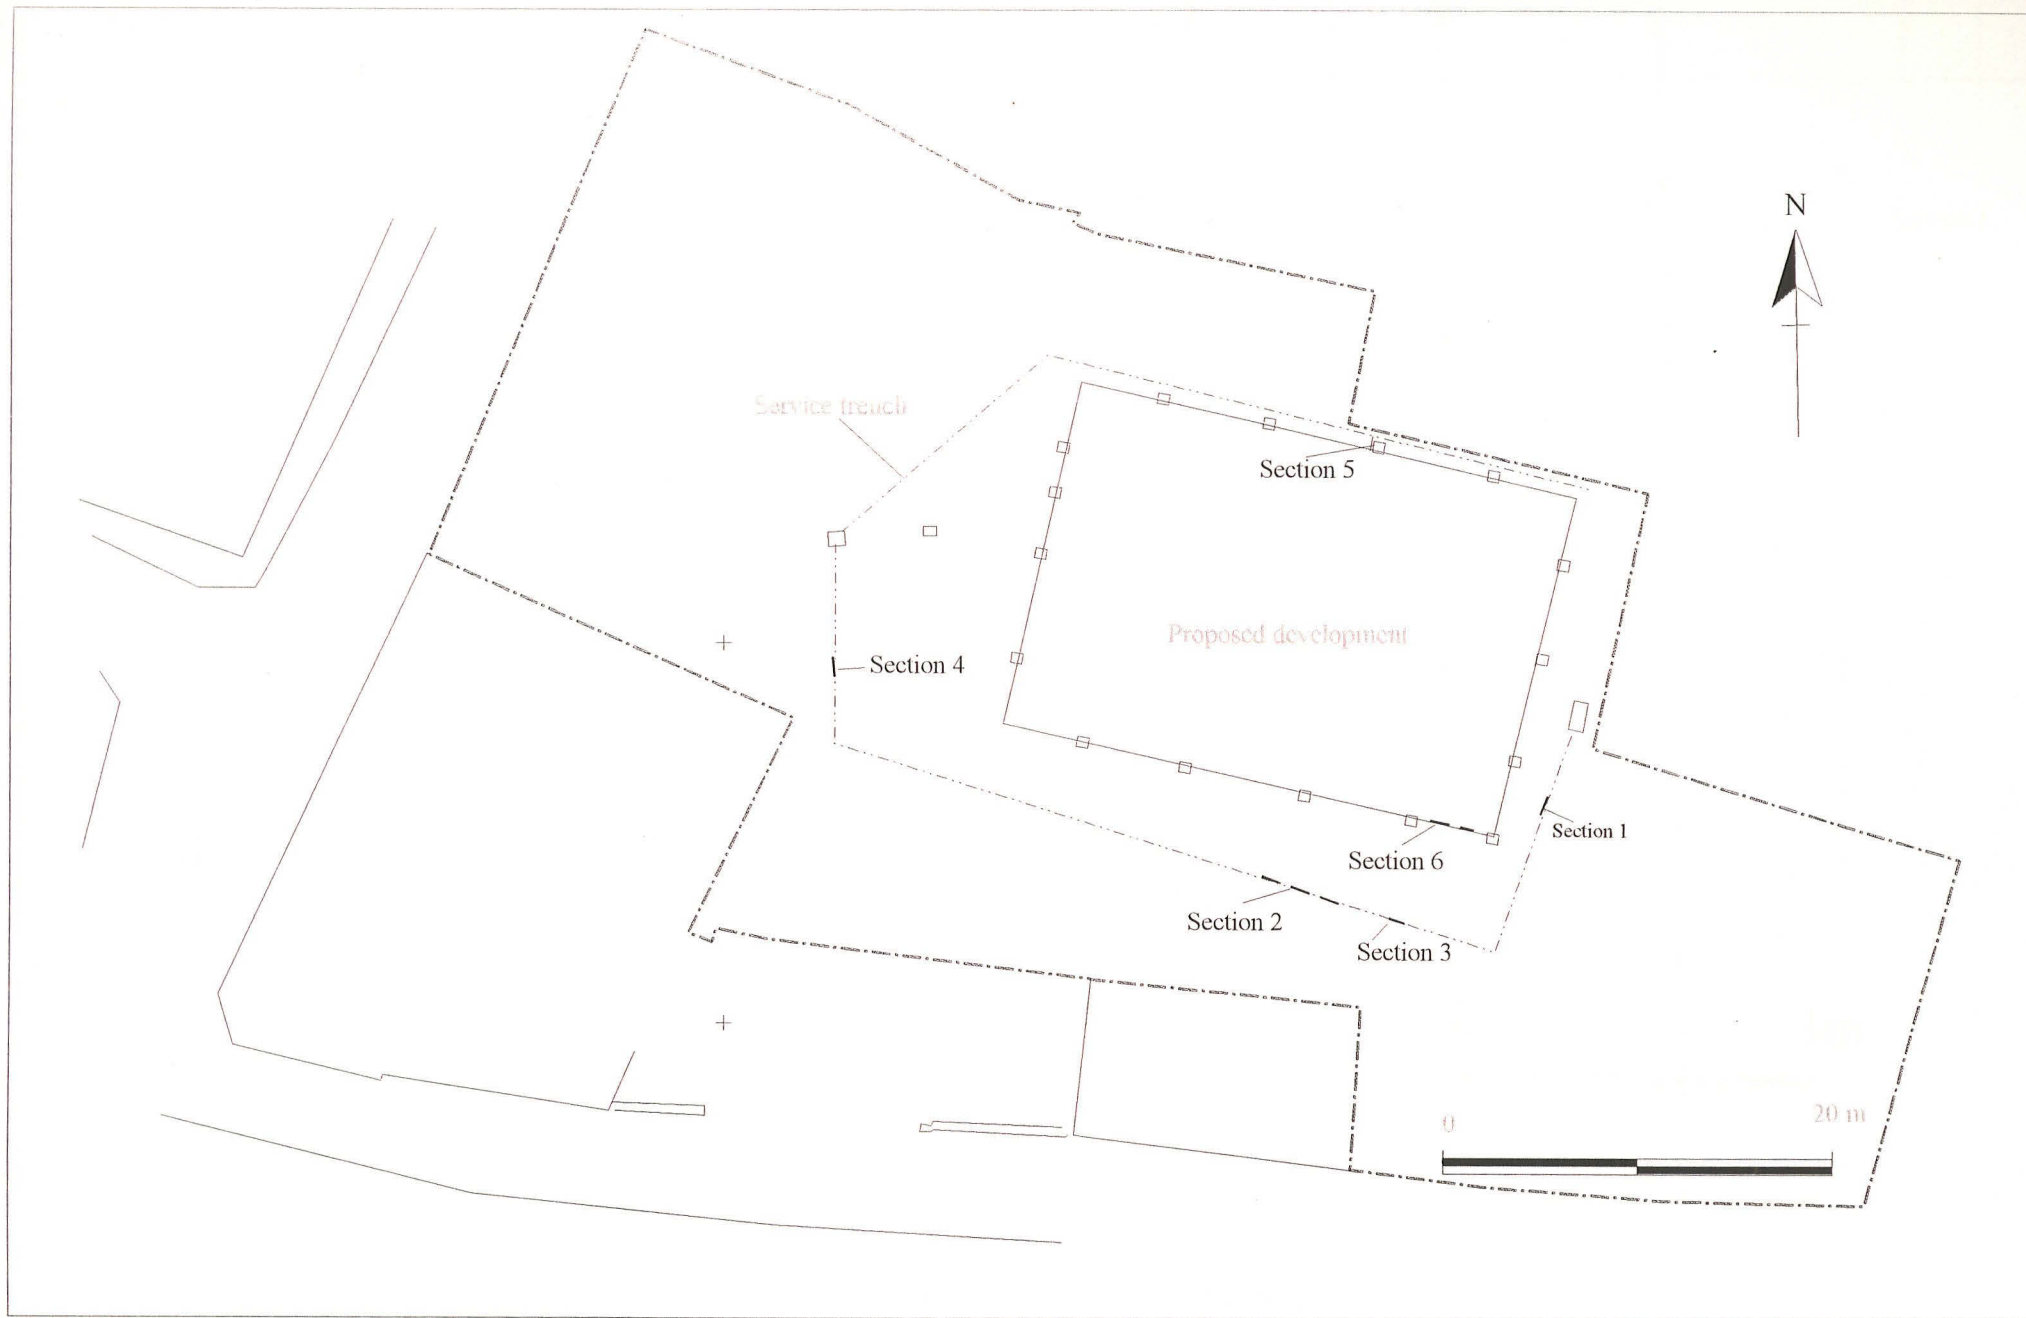 N
Service trench
Section 5
Proposed development
Section 4
Section 1
Section 6
Section 2
Section 3
0
20 m